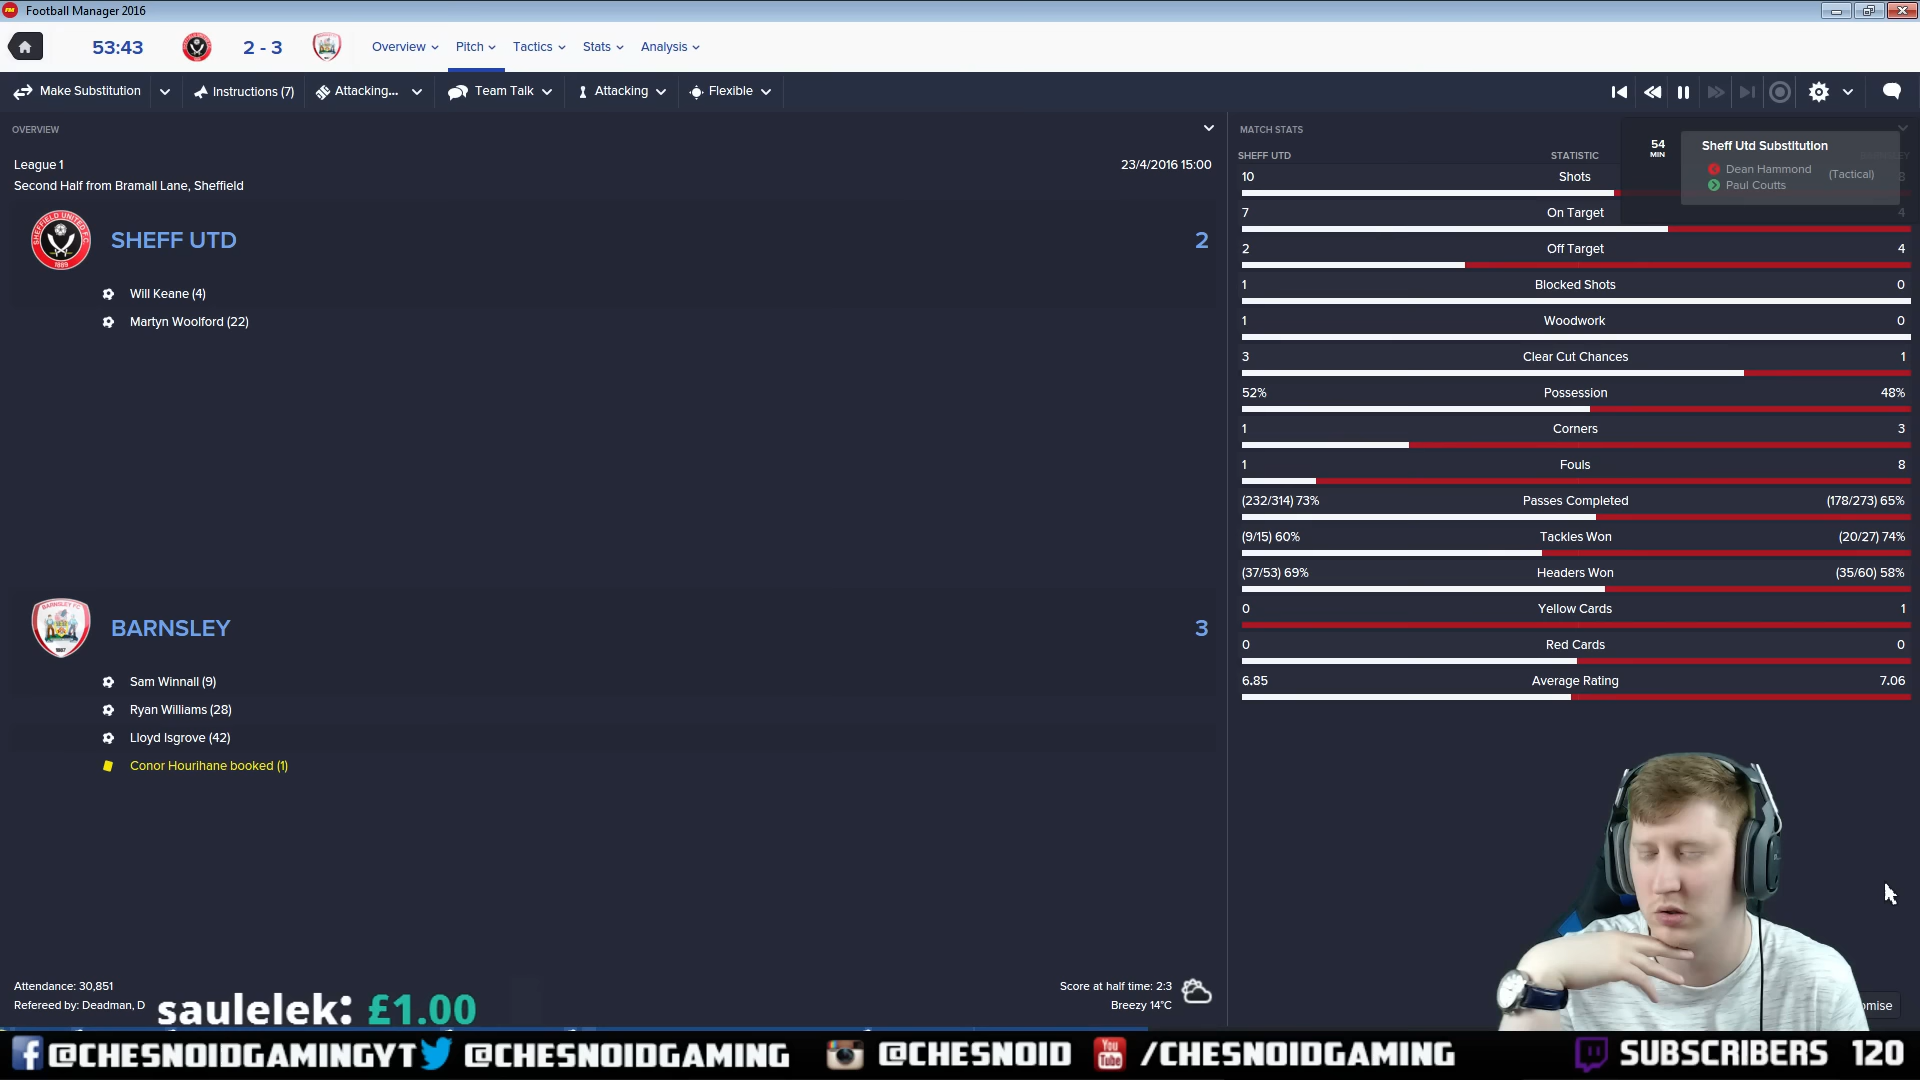 Football Manager 2016
53:43
2 - 3
Overview
Pitch
Tactics
Stats
Analysis
Make Substitution
Instructions (7)
Attacking...
Team Talk
Attacking
Flexible
OVERVIEW
League 1
23/4/2016 15:00
Second Half from Bramall Lane, Sheffield
SHEFF UTD
2
Will Keane (4)
Martyn Woolford (22)
BARNSLEY
3
Sam Winnall (9)
Ryan Williams (28)
Lloyd Isgrove (42)
Conor Hourihane booked (1)
Attendance: 30,851
Refereed by: Deadman, D
Score at half time: 2:3
Breezy 14°C
MATCH STATS
SHEFF UTD STATISTIC
54 MIN
Sheff Utd Substitution
Dean Hammond
Paul Coutts
(Tactical)
10 Shots 8
7 On Target 4
2 Off Target 4
1 Blocked Shots 0
1 Woodwork 0
3 Clear Cut Chances 1
52% Possession 48%
1 Corners 3
1 Fouls 8
(232/314) 73% Passes Completed (178/273) 65%
(9/15) 60% Tackles Won (20/27) 74%
(37/53) 69% Headers Won (35/60) 58%
0 Yellow Cards 1
0 Red Cards 0
6.85 Average Rating 7.06
saulelek: £1.00
@CHESNOIDGAMINGYT
@CHESNOIDGAMING
@CHESNOID
/CHESNOIDGAMING
SUBSCRIBERS 120